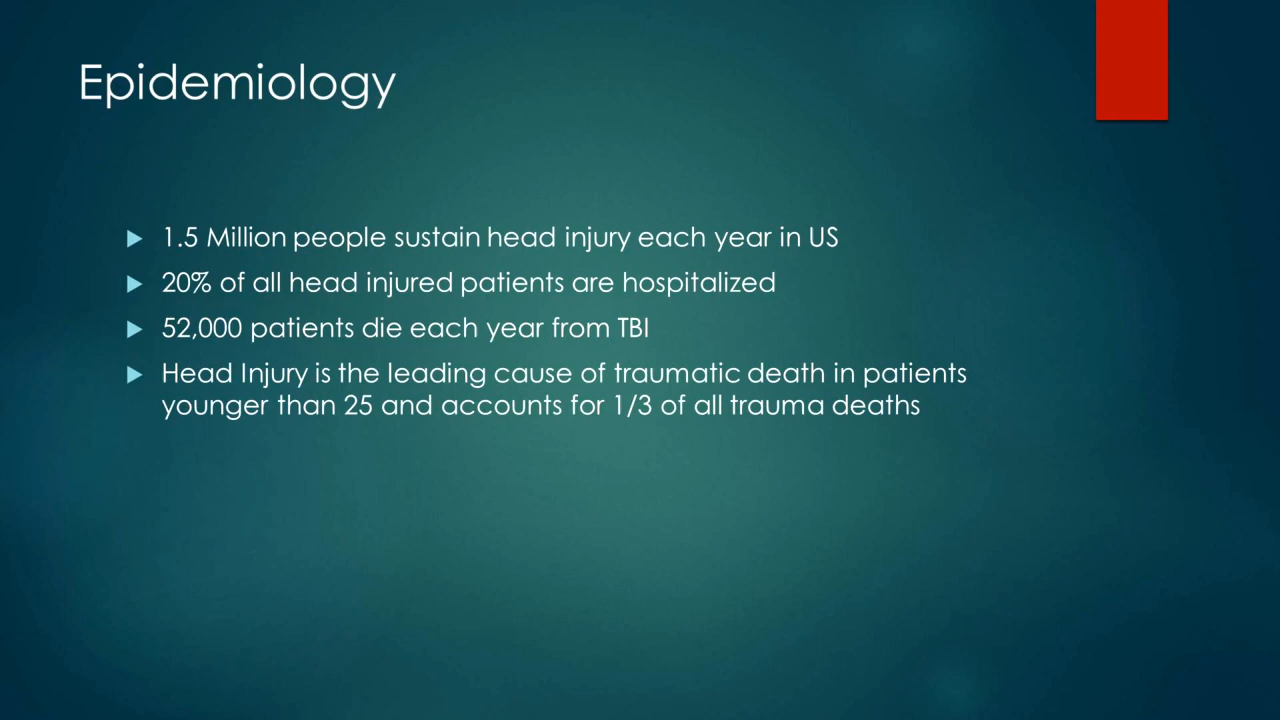 Epidemiology
1.5 Million people sustain head injury each year in US
20% of all head injured patients are hospitalized
52,000 patients die each year from TBI
Head Injury is the leading cause of traumatic death in patients
younger than 25 and accounts for 1/3 of all trauma deaths